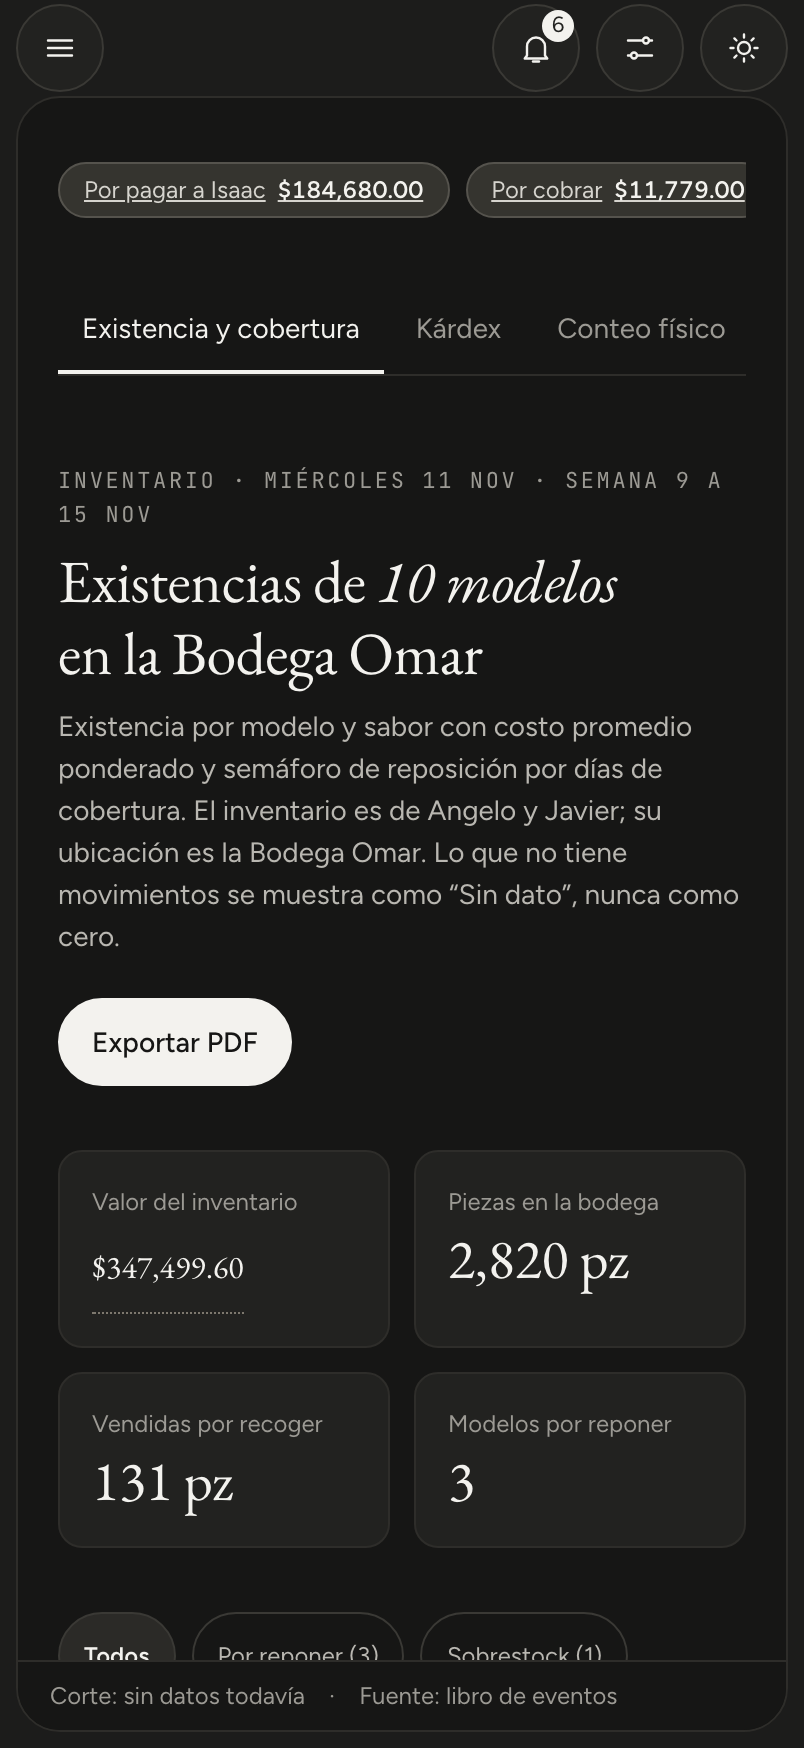 6
Por pagar a Isaac $184,680.00 Por cobrar $11,779.00
Existencia y cobertura Kárdex Conteo físico
INVENTARIO · MIÉRCOLES 11 NOV · SEMANA 9 A
15 NOV
Existencias de 10 modelos
en la Bodega Omar
Existencia por modelo y sabor con costo promedio
ponderado y semáforo de reposición por días de
cobertura. El inventario es de Angelo y Javier; su
ubicación es la Bodega Omar. Lo que no tiene
movimientos se muestra como “Sin dato”, nunca como
cero.
Exportar PDF
Valor del inventario
$347,499.60
Piezas en la bodega
2,820 pz
Vendidas por recoger
131 pz
Modelos por reponer
3
Todos Por reponer (3) Sobrestock (1)
Corte: sin datos todavía · Fuente: libro de eventos